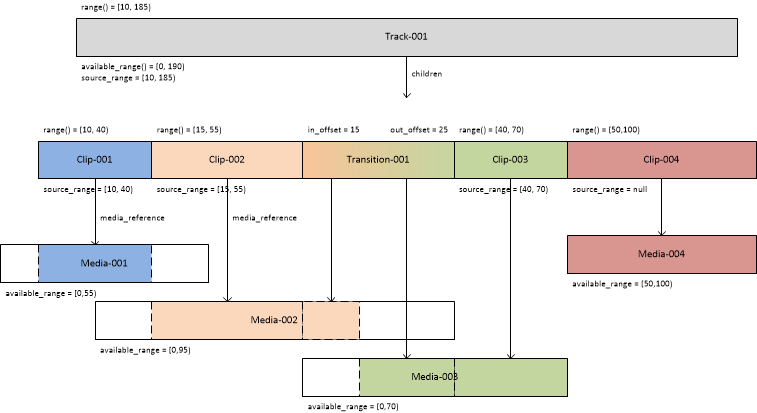 range() = [10, 185)
Track-001
available_range() = [0, 190)
source_range = [10, 185)
children
range() = [10, 40)
range() = [15, 55)
in_offset = 15
out_offset = 25
range() = [40, 70)
range() = [50,100)
Clip-001
Clip-002
Transition-001
Clip-003
Clip-004
source_range = [10, 40)
source_range = [15, 55)
source_range = [40, 70)
source_range = null
media_reference
media_reference
Media-001
Media-004
available_range = [0,55)
available_range = [50,100)
Media-002
available_range = [0,95)
Media-003
available_range = [0,70)